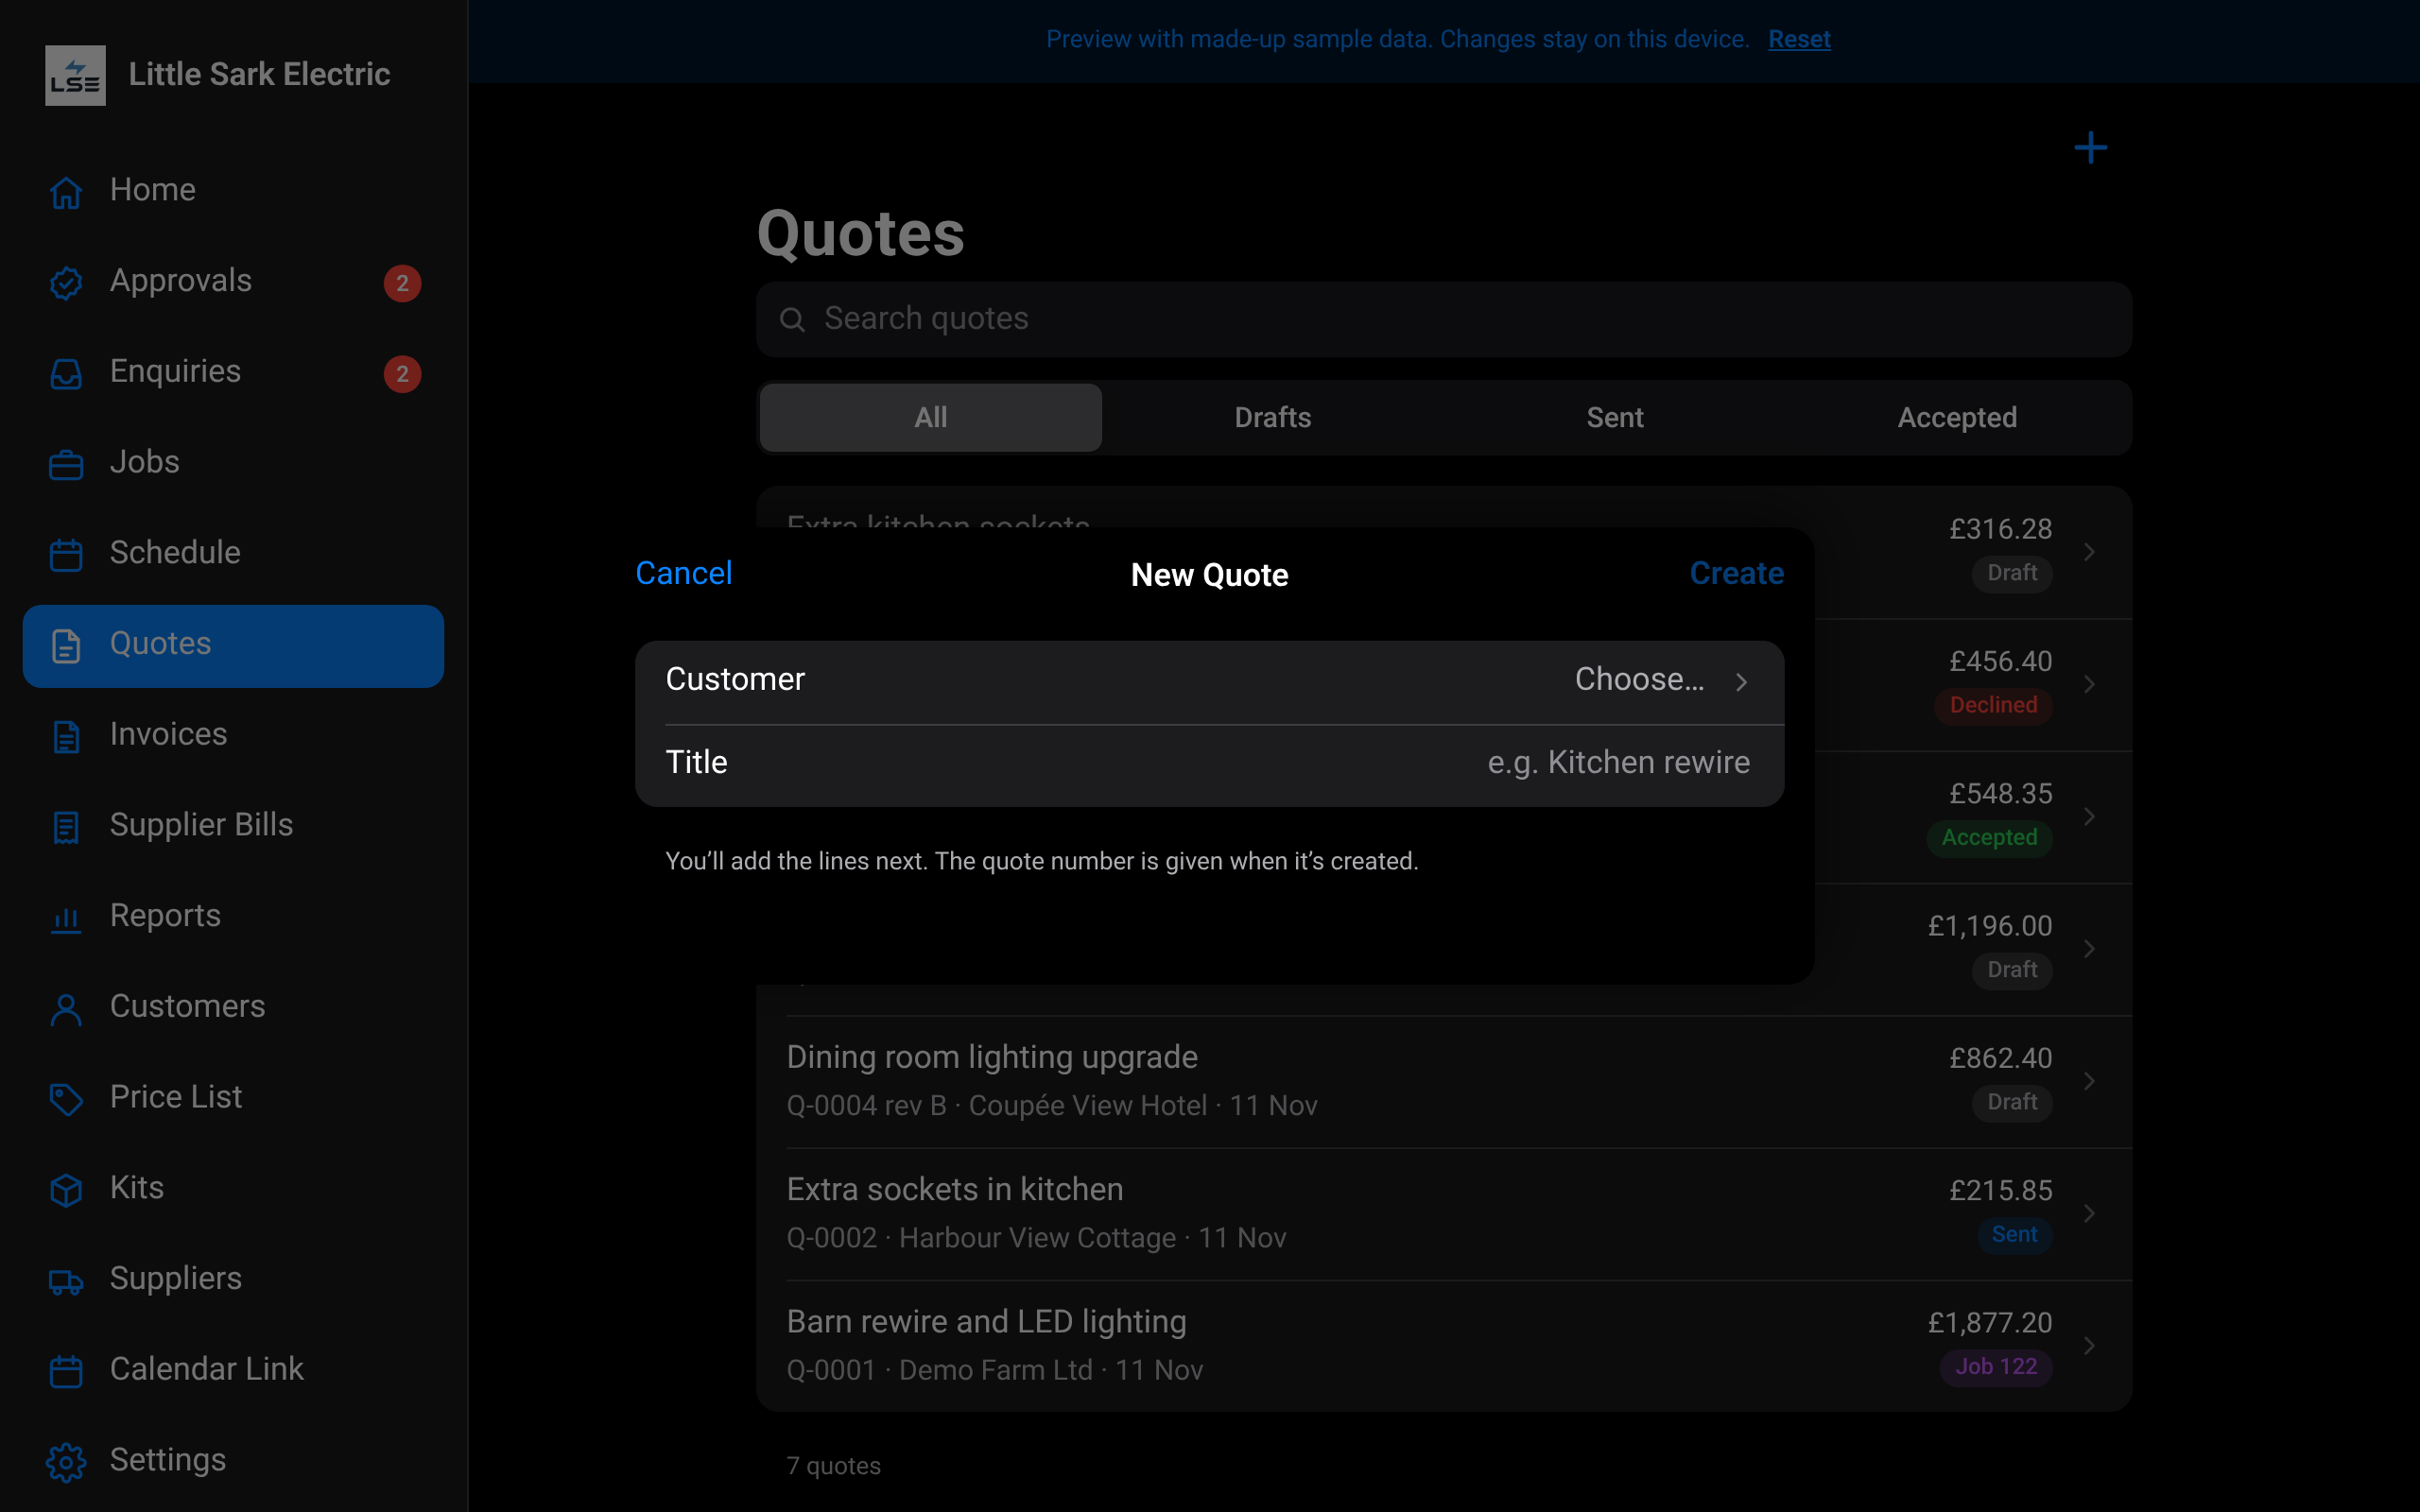 LSE
Little Sark Electric
Home
Approvals 2
Enquiries 2
Jobs
Schedule
Quotes
Invoices
Supplier Bills
Reports
Customers
Price List
Kits
Suppliers
Calendar Link
Settings
Preview with made-up sample data. Changes stay on this device. Reset
Quotes
Search quotes
All Drafts Sent Accepted
Extra kitchen sockets
£316.28
Draft
£456.40
Declined
£548.35
Accepted
£1,196.00
Draft
Cancel New Quote Create
Customer Choose...
Title e.g. Kitchen rewire
You’ll add the lines next. The quote number is given when it’s created.
Dining room lighting upgrade £862.40
Q-0004 rev B · Coupée View Hotel · 11 Nov Draft
Extra sockets in kitchen £215.85
Q-0002 · Harbour View Cottage · 11 Nov Sent
Barn rewire and LED lighting £1,877.20
Q-0001 · Demo Farm Ltd · 11 Nov Job 122
7 quotes